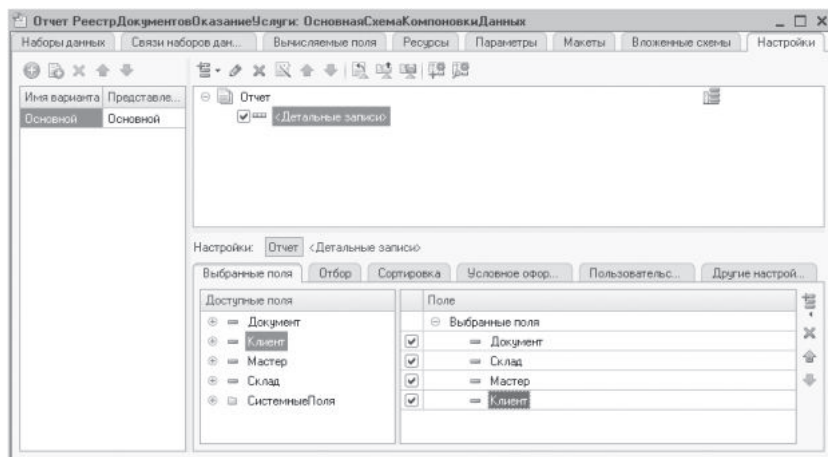 Отчет РеестрДокументовОказаниеУслуги: ОсновнаяСхемаКомпоновкиДанных
Наборы данных Связи наборов дан... Вычисляемые поля Ресурсы Параметры Макеты Вложенные схемы Настройки
Имя варианта Представле...
Основной Основной
Отчет
<Детальные записи>
Настройки: Отчет <Детальные записи>
Выбранные поля Отбор Сортировка Условное офор... Пользовательс... Другие настрой...
Доступные поля
Документ
Клиент
Мастер
Склад
СистемныеПоля
Поле
Выбранные поля
Документ
Склад
Мастер
Клиент